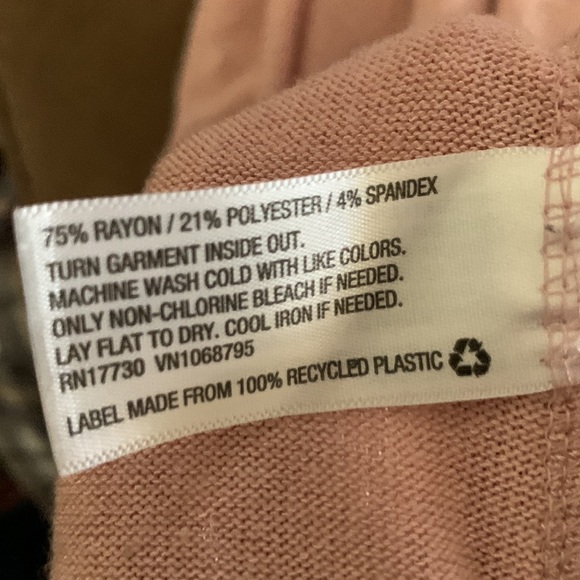 75% RAYON / 21% POLYESTER / 4% SPANDEX
TURN GARMENT INSIDE OUT.
MACHINE WASH COLD WITH LIKE COLORS.
ONLY NON-CHLORINE BLEACH IF NEEDED.
LAY FLAT TO DRY. COOL IRON IF NEEDED.
RN17730 VN1068795
LABEL MADE FROM 100% RECYCLED PLASTIC